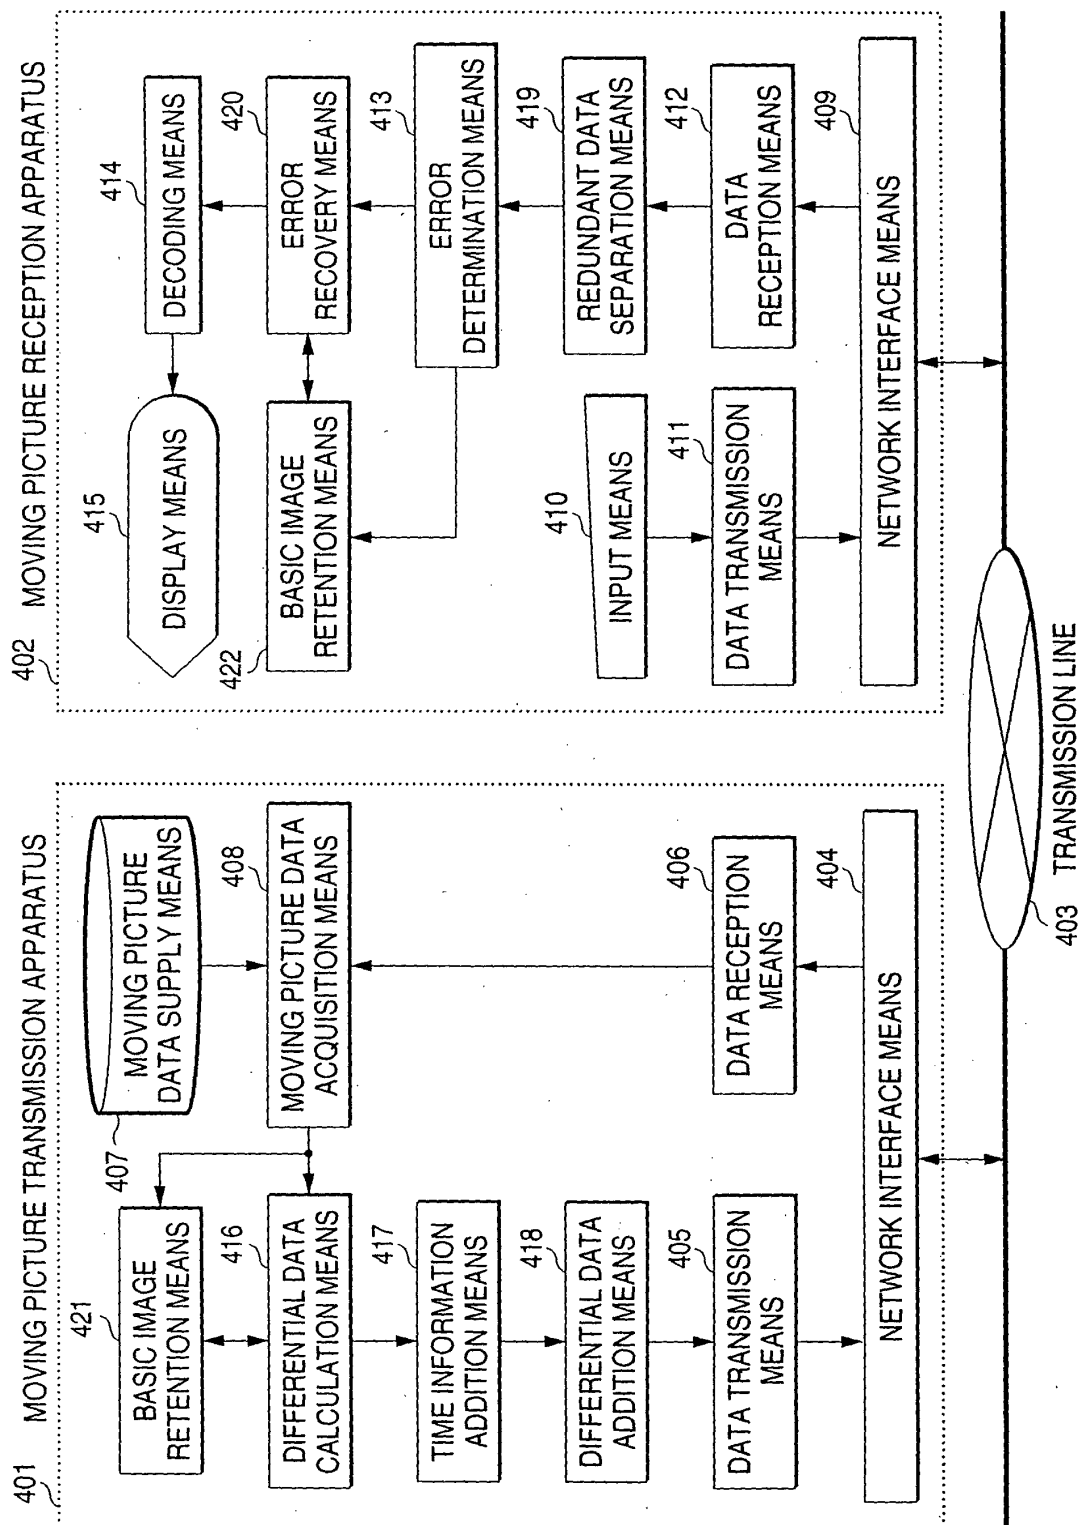 401
MOVING PICTURE TRANSMISSION APPARATUS
421
BASIC IMAGE
RETENTION MEANS
407
MOVING PICTURE
DATA SUPPLY MEANS
416
DIFFERENTIAL DATA
CALCULATION MEANS
408
MOVING PICTURE DATA
ACQUISITION MEANS
417
TIME INFORMATION
ADDITION MEANS
418
DIFFERENTIAL DATA
ADDITION MEANS
405
DATA TRANSMISSION
MEANS
406
DATA RECEPTION
MEANS
404
NETWORK INTERFACE MEANS
403
TRANSMISSION LINE
402
MOVING PICTURE RECEPTION APPARATUS
415
DISPLAY MEANS
414
DECODING MEANS
422
BASIC IMAGE
RETENTION MEANS
420
ERROR
RECOVERY MEANS
413
ERROR
DETERMINATION MEANS
410
INPUT MEANS
419
REDUNDANT DATA
SEPARATION MEANS
411
DATA TRANSMISSION
MEANS
412
DATA
RECEPTION MEANS
409
NETWORK INTERFACE MEANS